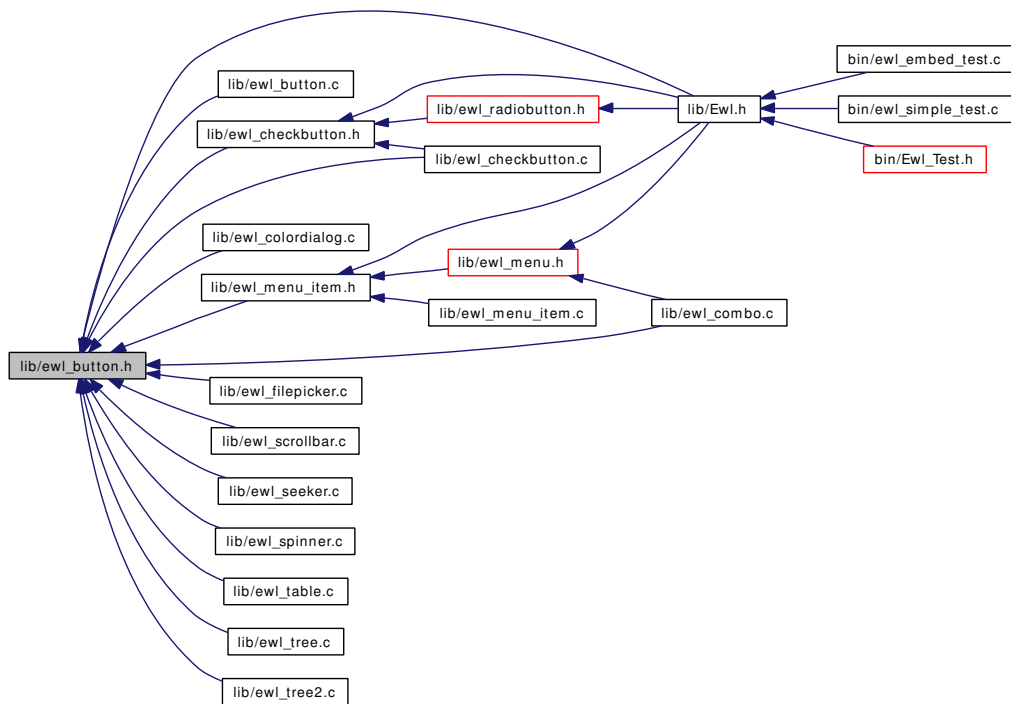 bin/ewl_embed_test.c
lib/ewl_button.c
lib/ewl_radiobutton.h
lib/Ewl.h
bin/ewl_simple_test.c
lib/ewl_checkbutton.h
lib/ewl_checkbutton.c
bin/Ewl_Test.h
lib/ewl_colordialog.c
lib/ewl_menu.h
lib/ewl_menu_item.h
lib/ewl_menu_item.c
lib/ewl_combo.c
lib/ewl_button.h
lib/ewl_filepicker.c
lib/ewl_scrollbar.c
lib/ewl_seeker.c
lib/ewl_spinner.c
lib/ewl_table.c
lib/ewl_tree.c
lib/ewl_tree2.c